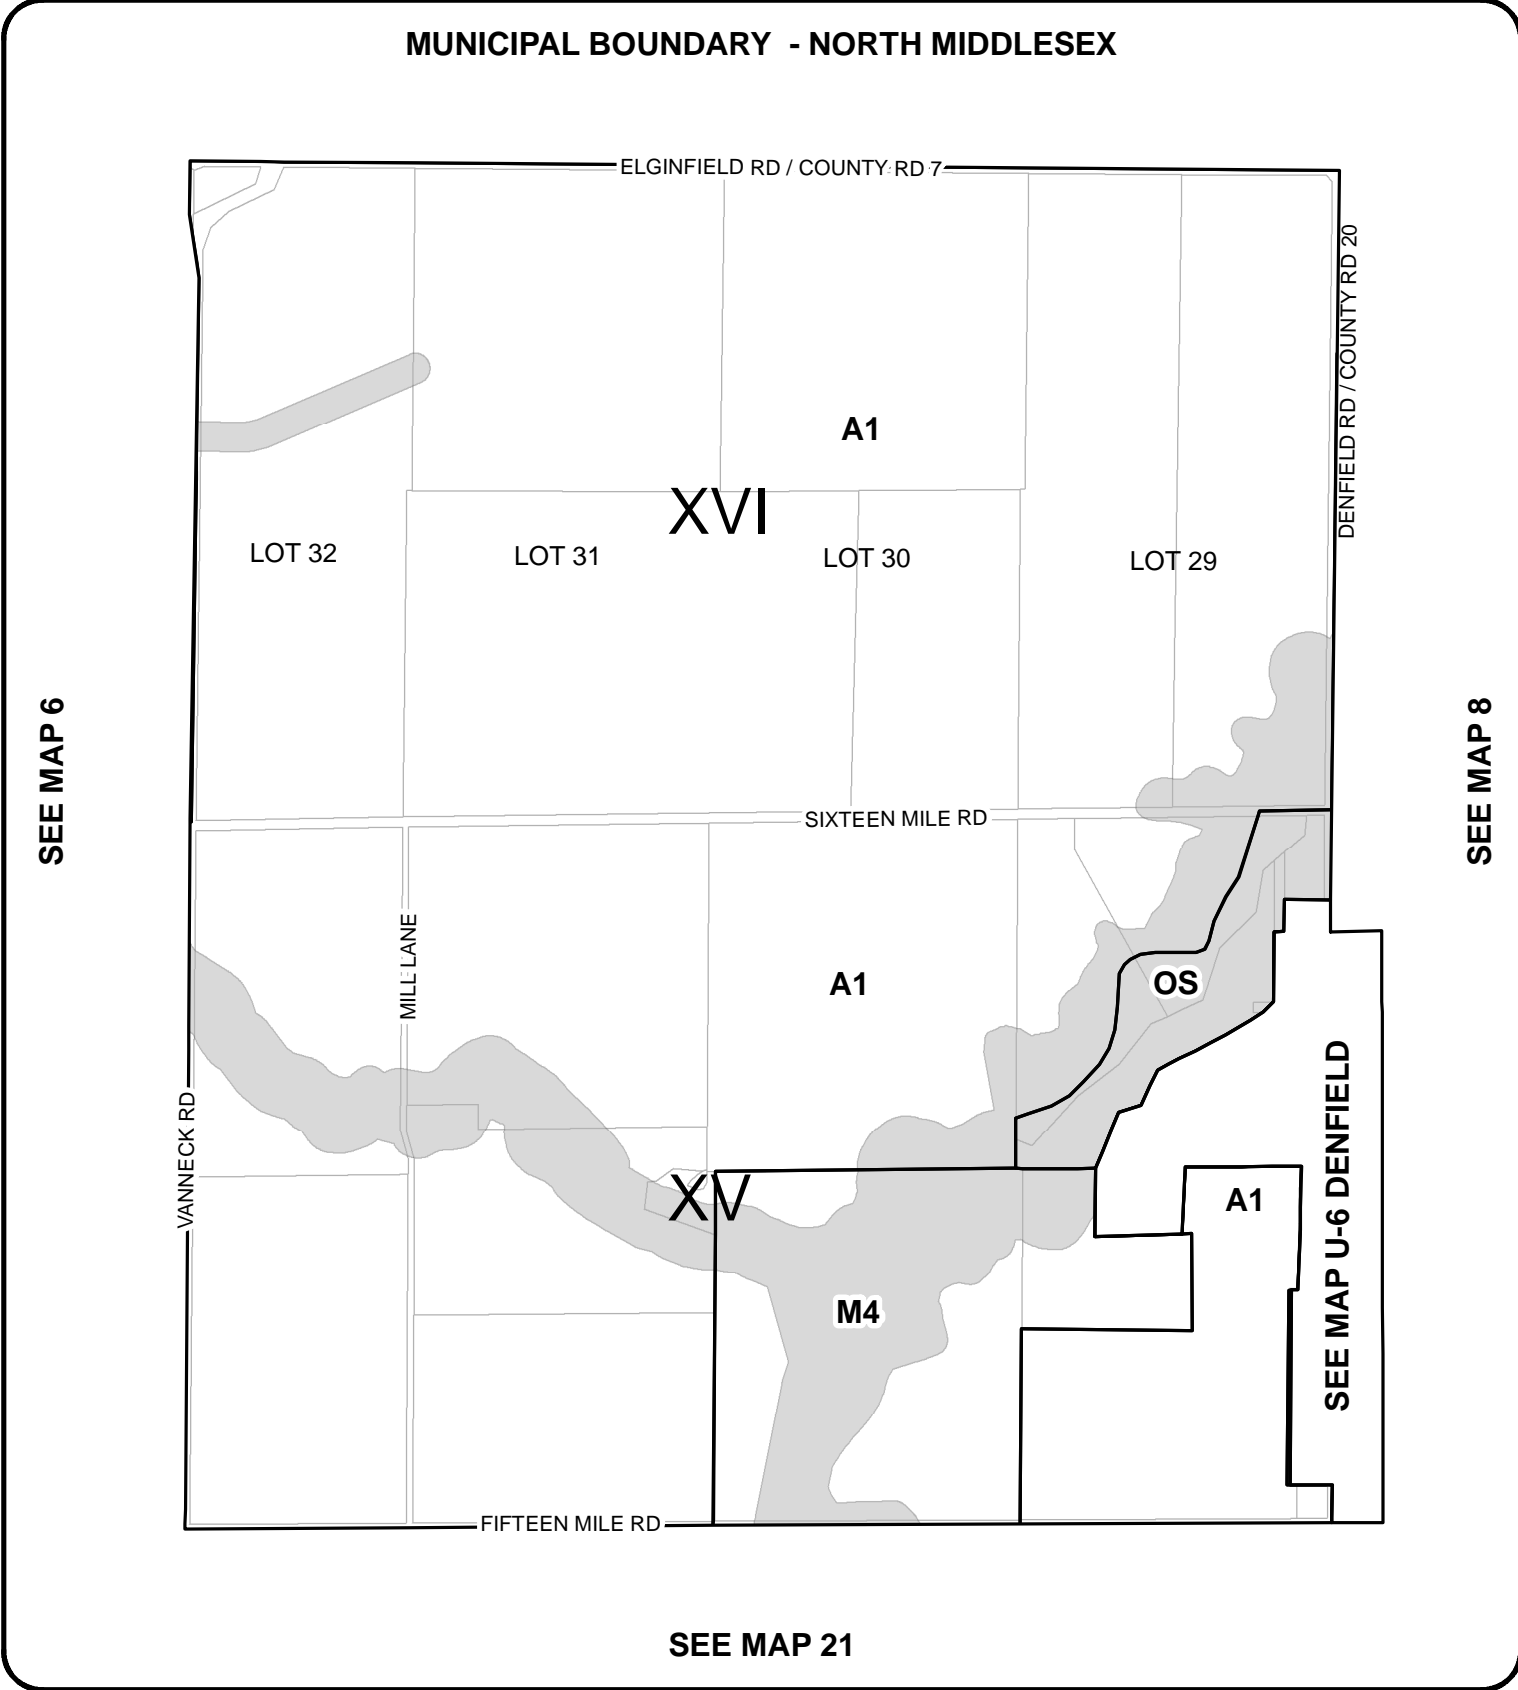 MUNICIPAL BOUNDARY - NORTH MIDDLESEX
ELGINFIELD RD / COUNTY RD 7
DENFIELD RD / COUNTY RD 20
A1
XVI
LOT 32
LOT 31
LOT 30
LOT 29
SEE MAP 6
SEE MAP 8
SIXTEEN MILE RD
MILL LANE
A1
OS
VANNECK RD
XV
A1
SEE MAP U-6 DENFIELD
M4
FIFTEEN MILE RD
SEE MAP 21